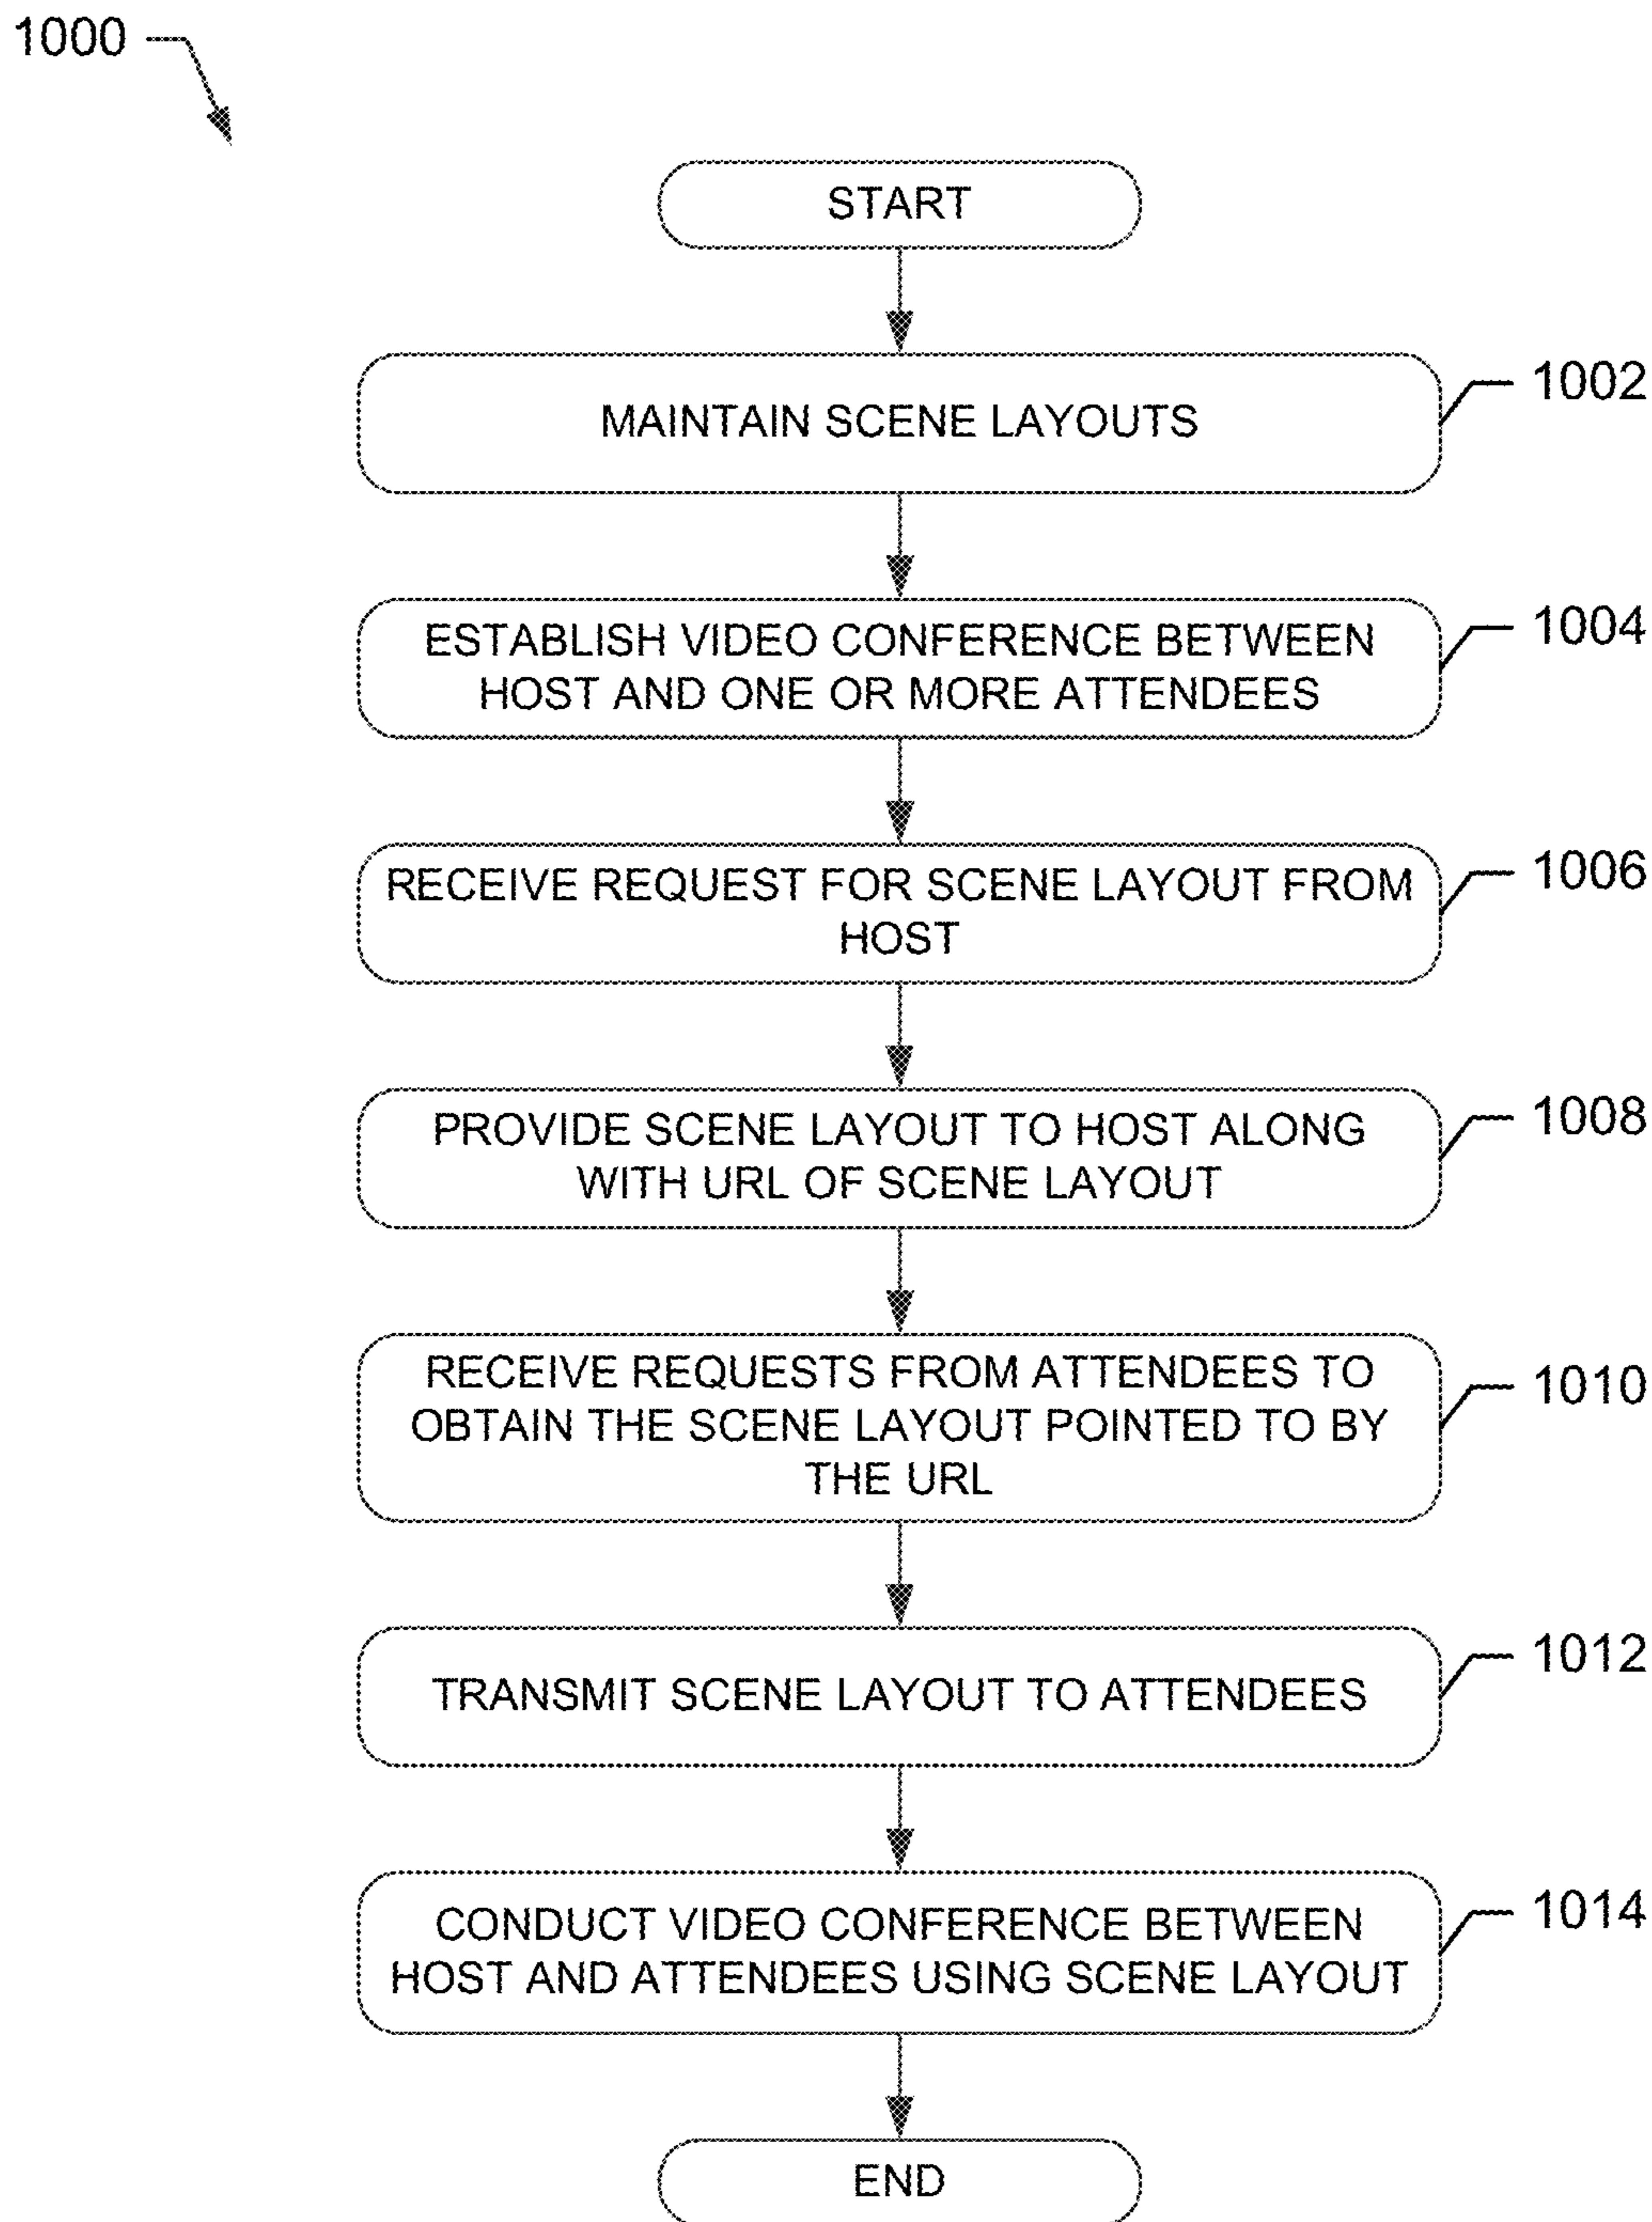 1000
START
MAINTAIN SCENE LAYOUTS
1002
ESTABLISH VIDEO CONFERENCE BETWEEN
HOST AND ONE OR MORE ATTENDEES
1004
RECEIVE REQUEST FOR SCENE LAYOUT FROM
HOST
1006
PROVIDE SCENE LAYOUT TO HOST ALONG
WITH URL OF SCENE LAYOUT
1008
RECEIVE REQUESTS FROM ATTENDEES TO
OBTAIN THE SCENE LAYOUT POINTED TO BY
THE URL
1010
TRANSMIT SCENE LAYOUT TO ATTENDEES
1012
CONDUCT VIDEO CONFERENCE BETWEEN
HOST AND ATTENDEES USING SCENE LAYOUT
1014
END